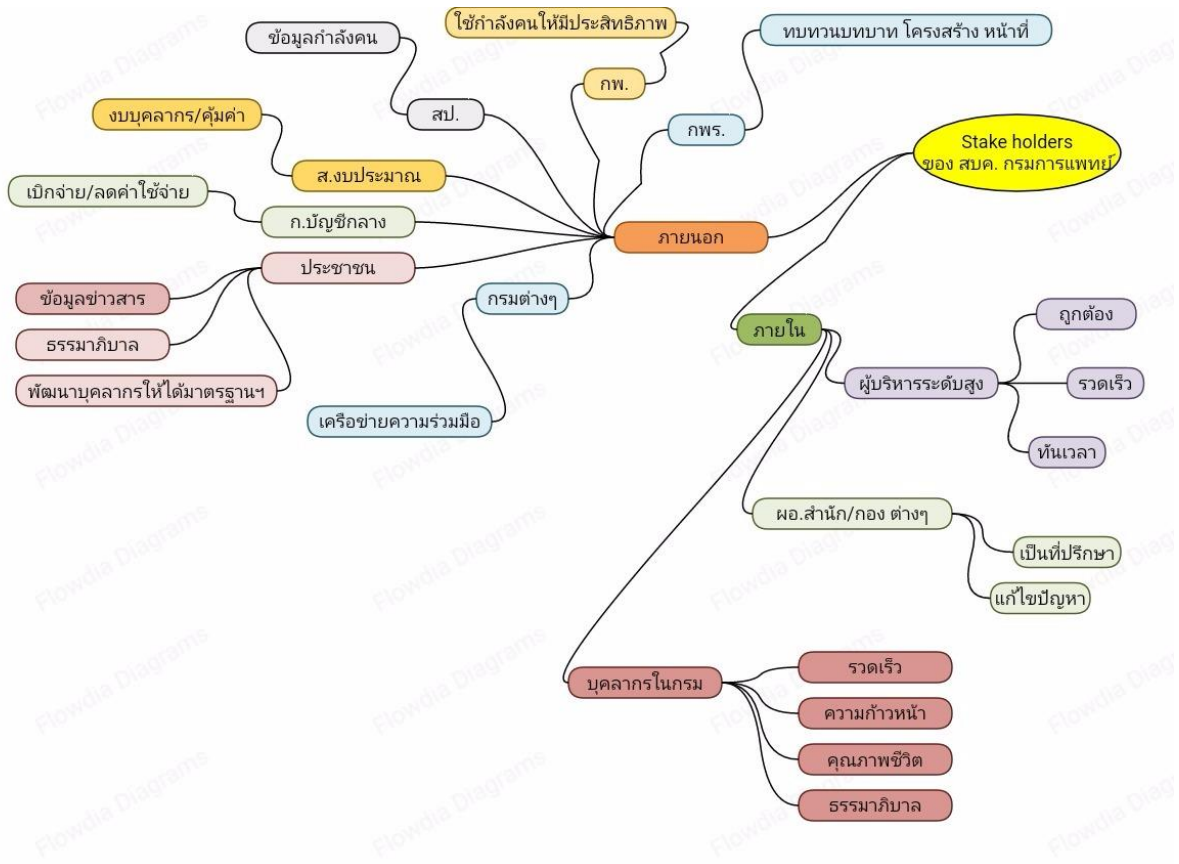 Stake holders
ของ สบค. กรมการแพทย์
ภายนอก
กพร.
ทบทวนบทบาท โครงสร้าง หน้าที่
กพ.
ใช้กำลังคนให้มีประสิทธิภาพ
สป.
ข้อมูลกำลังคน
ส.งบประมาณ
งบบุคลากร/คุ้มค่า
ก.บัญชีกลาง
เบิกจ่าย/ลดค่าใช้จ่าย
ประชาชน
ข้อมูลข่าวสาร
ธรรมาภิบาล
พัฒนาบุคลากรให้ได้มาตรฐานฯ
กรมต่างๆ
เครือข่ายความร่วมมือ
ภายใน
ผู้บริหารระดับสูง
ถูกต้อง
รวดเร็ว
ทันเวลา
ผอ.สำนัก/กอง ต่างๆ
เป็นที่ปรึกษา
แก้ไขปัญหา
บุคลากรในกรม
รวดเร็ว
ความก้าวหน้า
คุณภาพชีวิต
ธรรมาภิบาล
Flowdia Diagrams